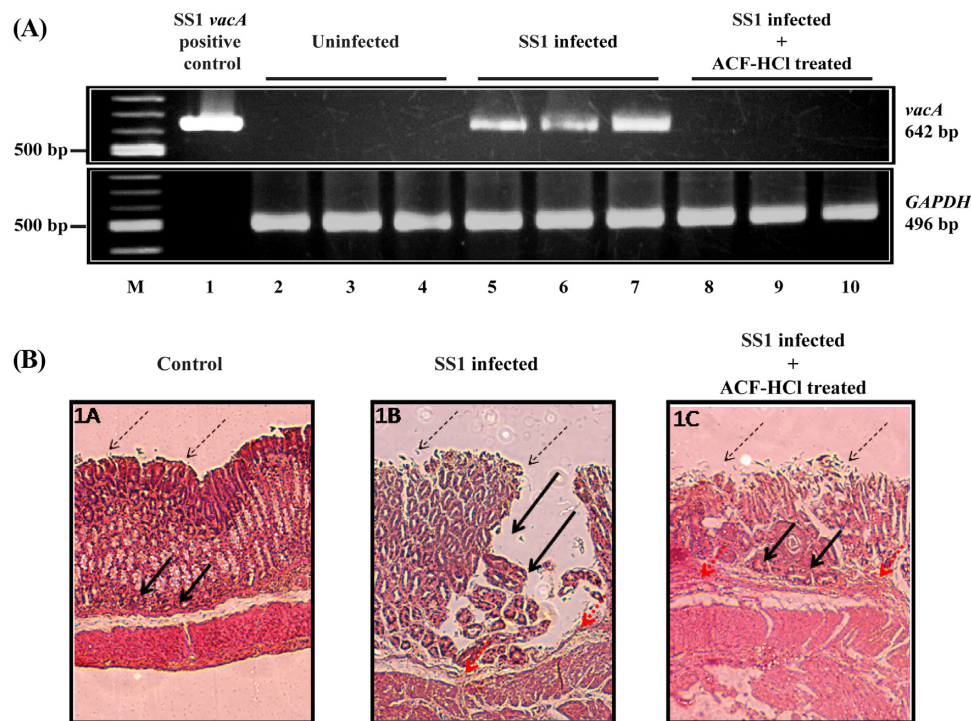 (A)
SS1 vacA
positive
control
Uninfected
SS1 infected
SS1 infected
+
ACF-HCl treated
vacA
642 bp
500 bp
GAPDH
496 bp
500 bp
M 1 2 3 4 5 6 7 8 9 10
(B)
Control
SS1 infected
SS1 infected
+
ACF-HCl treated
1A
1B
1C